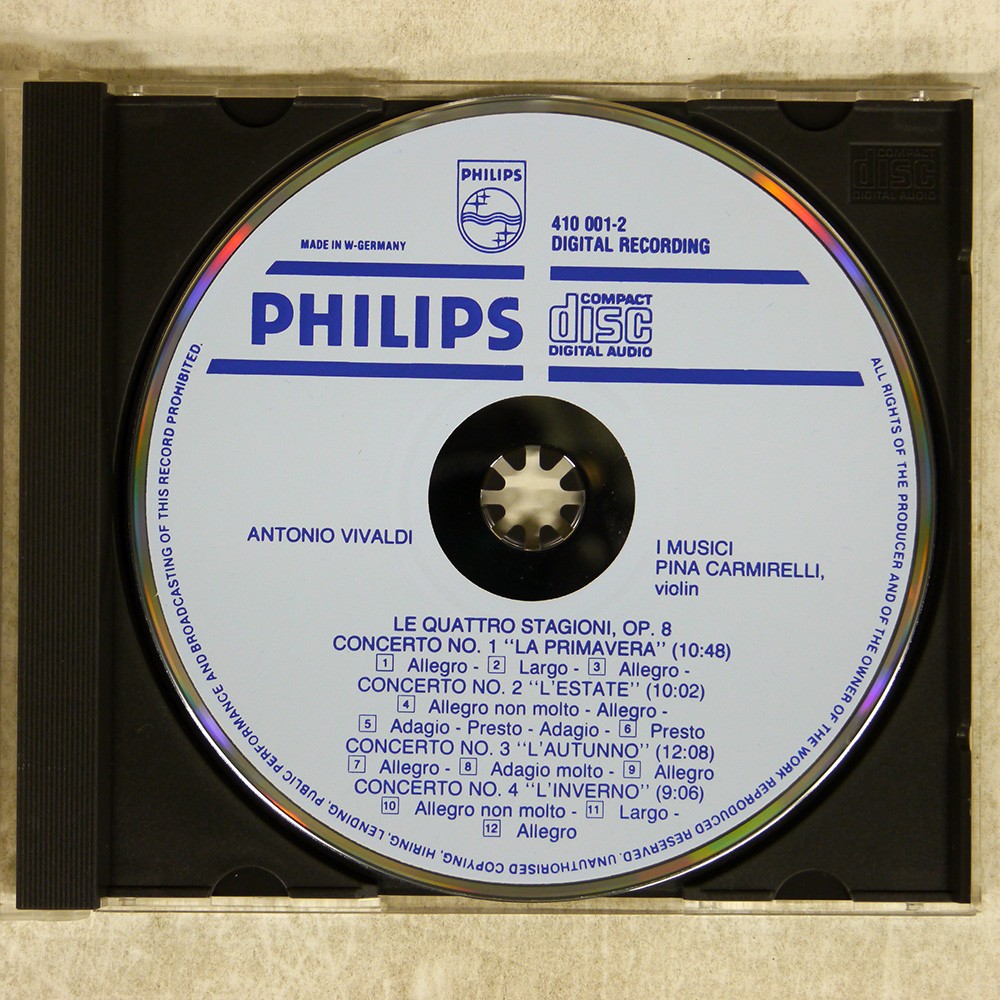 PHILIPS
410 001-2
MADE IN W-GERMANY
DIGITAL RECORDING
PHILIPS
COMPACT
disc
DIGITAL AUDIO
ANTONIO VIVALDI
I MUSICI
PINA CARMIRELLI,
violin
LE QUATTRO STAGIONI, OP. 8
CONCERTO NO. 1 "LA PRIMAVERA" (10:48)
1 Allegro - 2 Largo - 3 Allegro -
CONCERTO NO. 2 "L'ESTATE" (10:02)
4 Allegro non molto - Allegro -
5 Adagio - Presto - Adagio - 6 Presto
CONCERTO NO. 3 "L'AUTUNNO" (12:08)
7 Allegro - 8 Adagio molto - 9 Allegro
CONCERTO NO. 4 "L'INVERNO" (9:06)
10 Allegro non molto - 11 Largo -
12 Allegro
ALL RIGHTS OF THE PRODUCER AND OF THE OWNER OF THE WORK REPRODUCED RESERVED. UNAUTHORISED COPYING, HIRING, LENDING, PUBLIC PERFORMANCE AND BROADCASTING OF THIS RECORD PROHIBITED.
COMPACT
disc
DIGITAL AUDIO